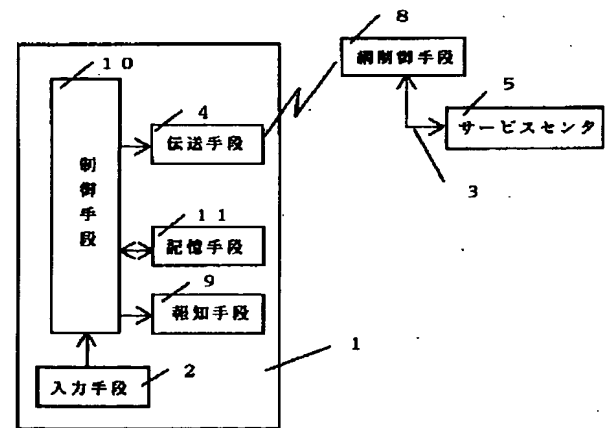 8
10
網制御手段
4
5
伝送手段
サービスセンタ
制御手段
3
11
記憶手段
9
報知手段
1
入力手段
2